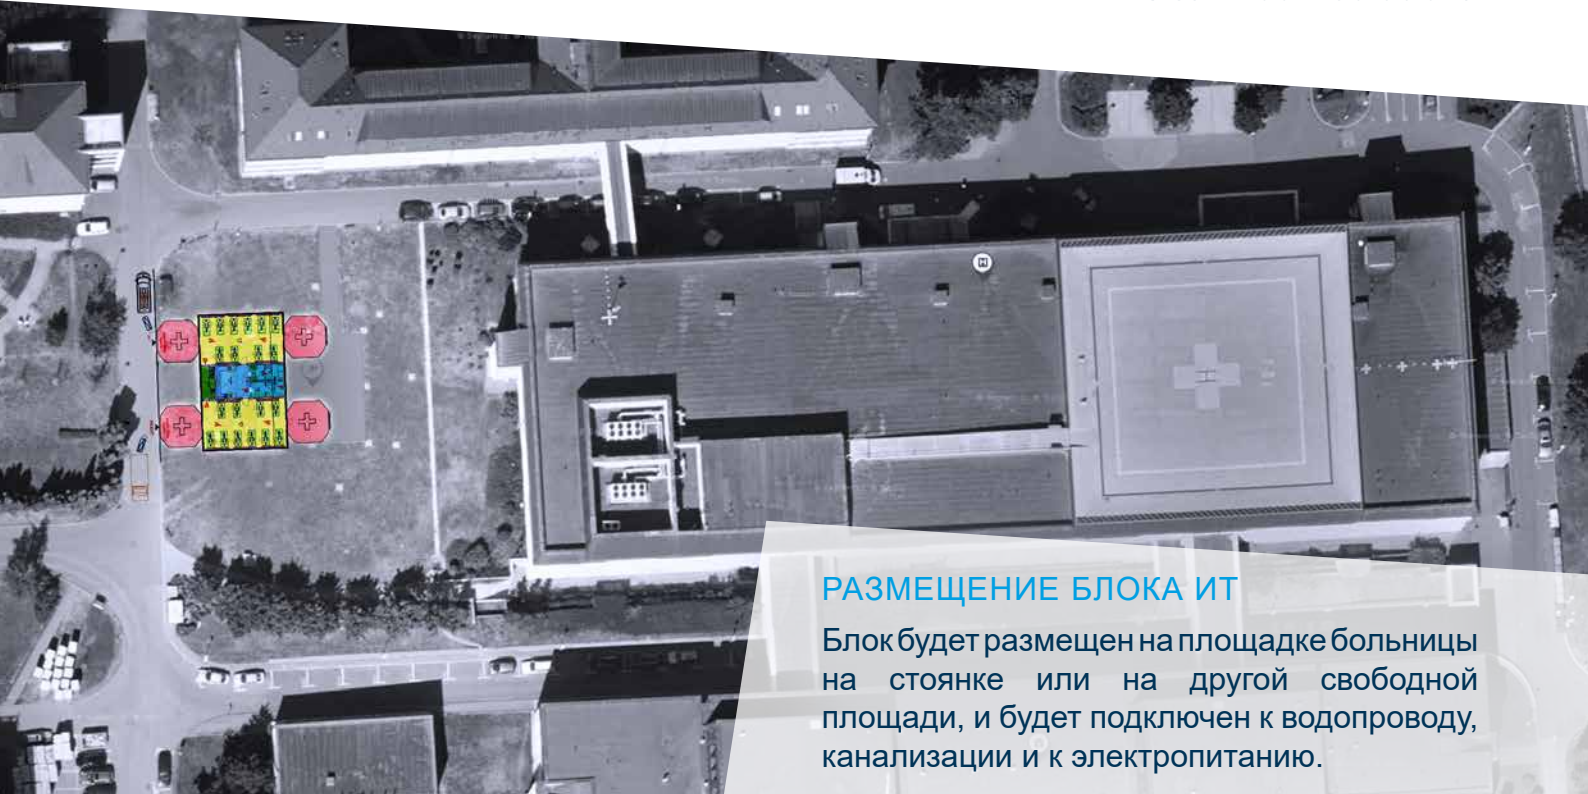 РАЗМЕЩЕНИЕ БЛОКА ИТ
Блок будет размещен на площадке больницы
на стоянке или на другой свободной
площади, и будет подключен к водопроводу,
канализации и к электропитанию.